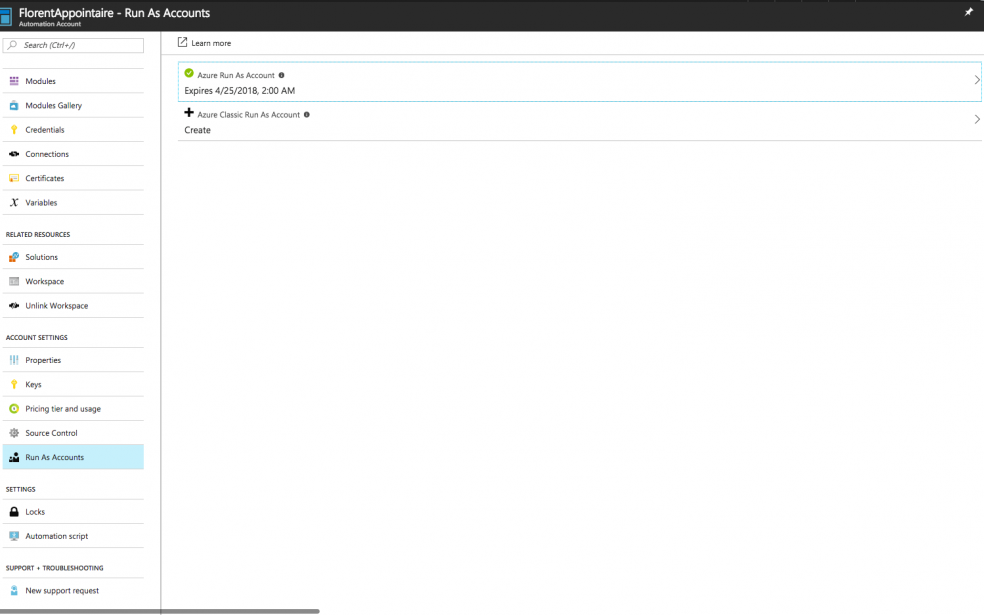 FlorentAppointaire - Run As Accounts
Automation Account
Search (Ctrl+/)
Modules
Modules Gallery
Credentials
Connections
Certificates
Variables
RELATED RESOURCES
Solutions
Workspace
Unlink Workspace
ACCOUNT SETTINGS
Properties
Keys
Pricing tier and usage
Source Control
Run As Accounts
SETTINGS
Locks
Automation script
SUPPORT + TROUBLESHOOTING
New support request
Learn more
Azure Run As Account
Expires 4/25/2018, 2:00 AM
Azure Classic Run As Account
Create